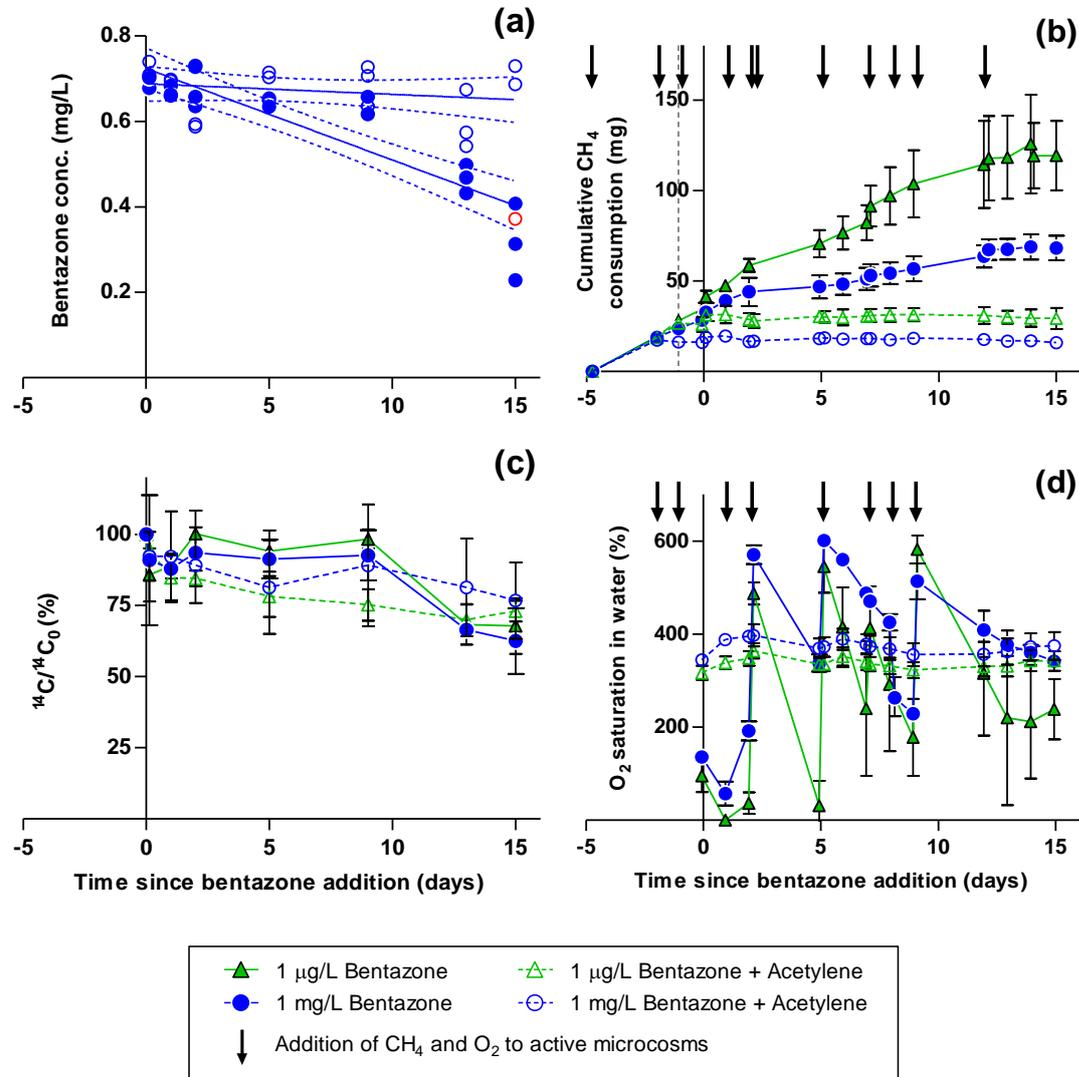 (a)
0.8
0.6
0.4
0.2
Bentazone conc. (mg/L)
-5
0
5
10
15
(b)
150
100
50
Cumulative CH4
consumption (mg)
-5
0
5
10
15
(c)
100
75
50
25
14C/14C0 (%)
-5
0
5
10
15
Time since bentazone addition (days)
(d)
600
400
200
O2 saturation in water (%)
-5
0
5
10
15
Time since bentazone addition (days)
1 µg/L Bentazone
1 µg/L Bentazone + Acetylene
1 mg/L Bentazone
1 mg/L Bentazone + Acetylene
Addition of CH4 and O2 to active microcosms